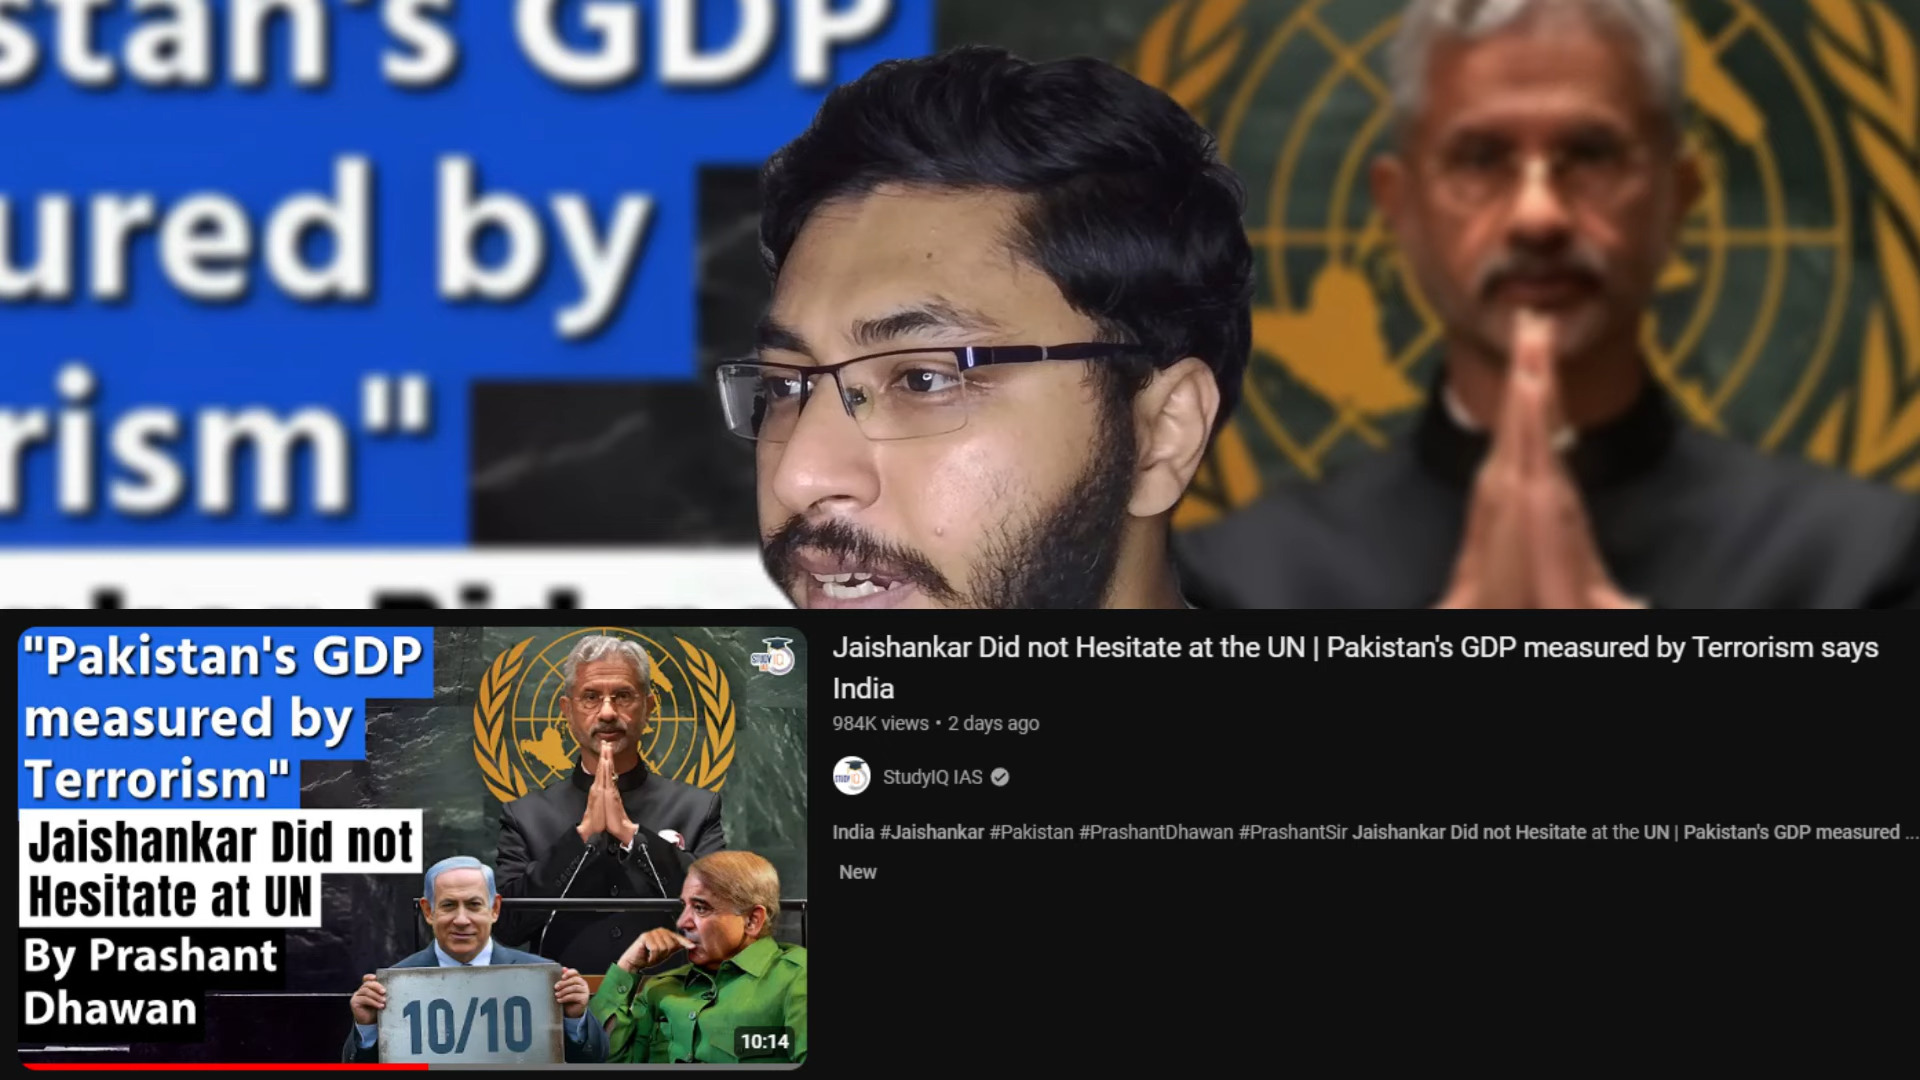 stan's GDP
ured by
rism"
"Pakistan's GDP
measured by
Terrorism"
Jaishankar Did not
Hesitate at UN
By Prashant
Dhawan
STUDY IQ
10/10
10:14
Jaishankar Did not Hesitate at the UN | Pakistan's GDP measured by Terrorism says
India
984K views • 2 days ago
StudyIQ IAS
India #Jaishankar #Pakistan #PrashantDhawan #PrashantSir Jaishankar Did not Hesitate at the UN | Pakistan's GDP measured ...
New